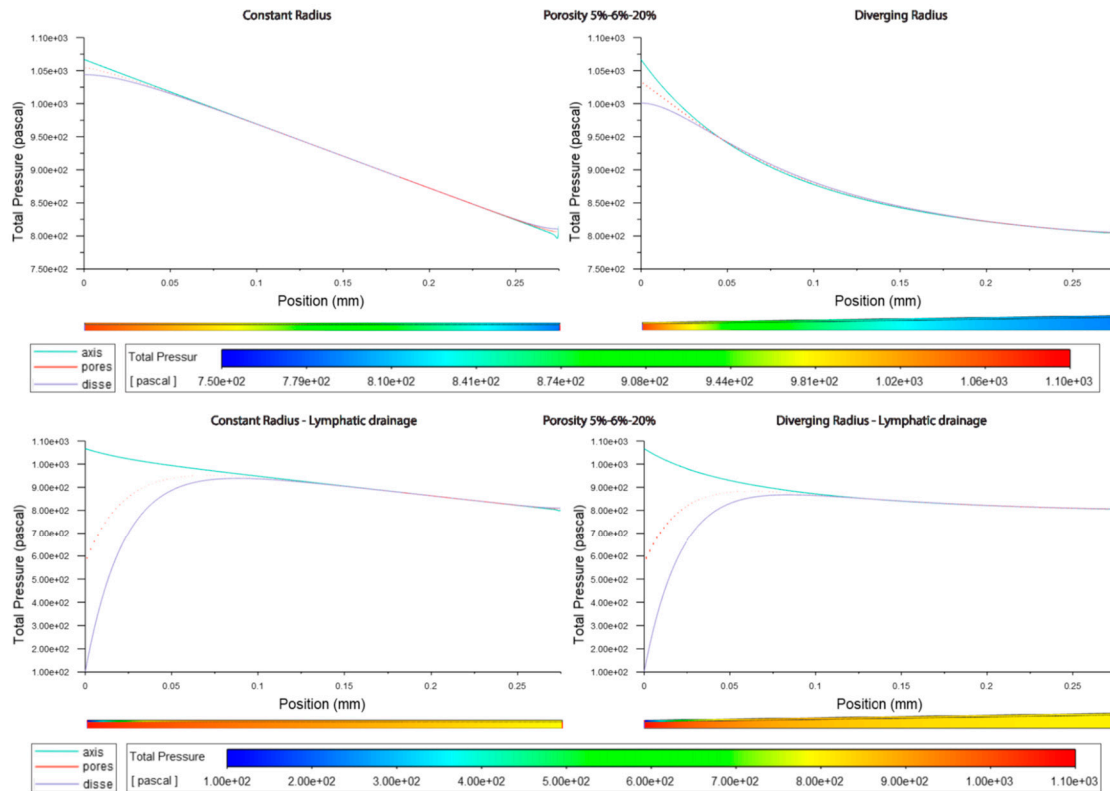 Constant Radius Porosity 5%-6%-20% Diverging Radius
1.10e+03 1.10e+03
1.05e+03 1.05e+03
1.00e+03 1.00e+03
9.50e+02 9.50e+02
9.00e+02 9.00e+02
8.50e+02 8.50e+02
8.00e+02 8.00e+02
7.50e+02 7.50e+02
Total Pressure (pascal) Total Pressure (pascal)
0 0.05 0.1 0.15 0.2 0.25 0 0.05 0.1 0.15 0.2 0.25
Position (mm) Position (mm)
axis
pores
disse
Total Pressur
[ pascal ]
7.50e+02 7.79e+02 8.10e+02 8.41e+02 8.74e+02 9.08e+02 9.44e+02 9.81e+02 1.02e+03 1.06e+03 1.10e+03
Constant Radius - Lymphatic drainage Porosity 5%-6%-20% Diverging Radius - Lymphatic drainage
1.10e+03 1.10e+03
1.00e+03 1.00e+03
9.00e+02 9.00e+02
8.00e+02 8.00e+02
7.00e+02 7.00e+02
6.00e+02 6.00e+02
5.00e+02 5.00e+02
4.00e+02 4.00e+02
3.00e+02 3.00e+02
2.00e+02 2.00e+02
1.00e+02 1.00e+02
Total Pressure (pascal) Total Pressure (pascal)
0 0.05 0.1 0.15 0.2 0.25 0 0.05 0.1 0.15 0.2 0.25
Position (mm) Position (mm)
axis
pores
disse
Total Pressure
[ pascal ]
1.00e+02 2.00e+02 3.00e+02 4.00e+02 5.00e+02 6.00e+02 7.00e+02 8.00e+02 9.00e+02 1.00e+03 1.10e+03